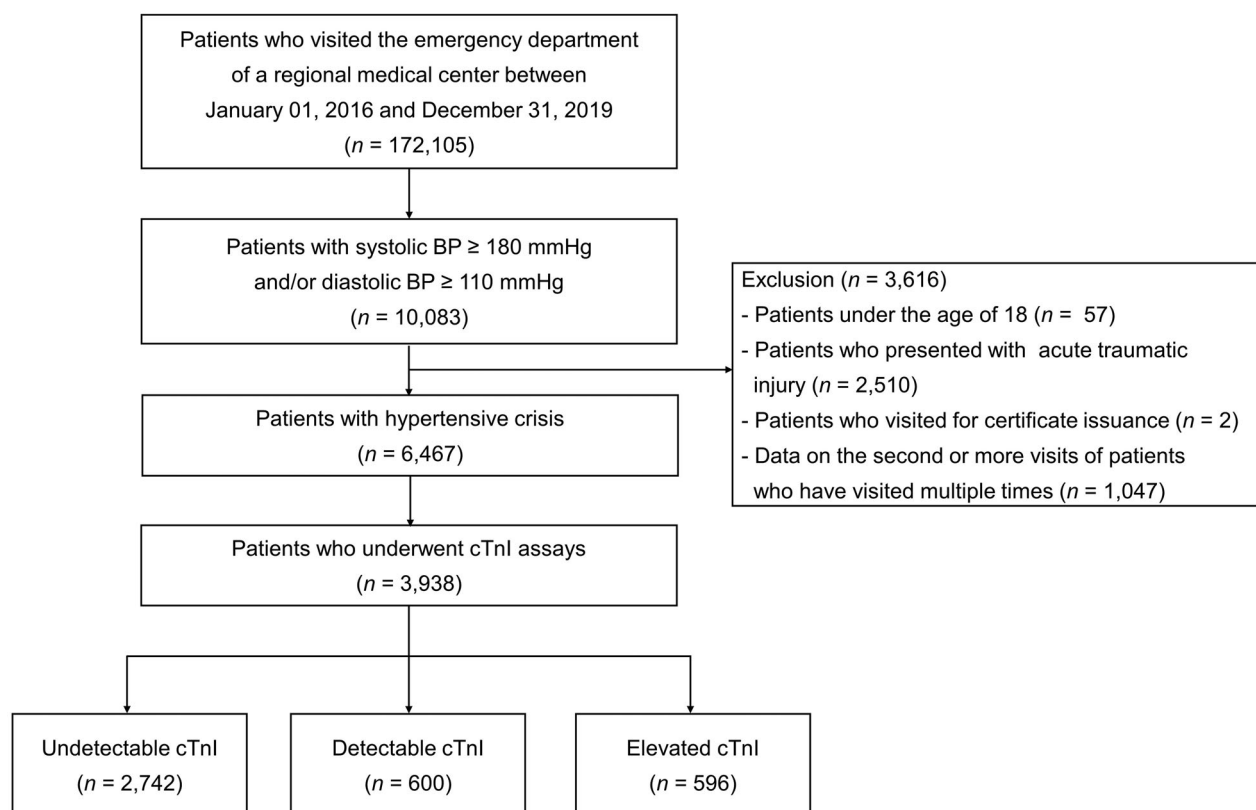 Patients who visited the emergency department
of a regional medical center between
January 01, 2016 and December 31, 2019
(n = 172,105)
Patients with systolic BP ≥ 180 mmHg
and/or diastolic BP ≥ 110 mmHg
(n = 10,083)
Exclusion (n = 3,616)
- Patients under the age of 18 (n = 57)
- Patients who presented with acute traumatic
injury (n = 2,510)
- Patients who visited for certificate issuance (n = 2)
- Data on the second or more visits of patients
who have visited multiple times (n = 1,047)
Patients with hypertensive crisis
(n = 6,467)
Patients who underwent cTnI assays
(n = 3,938)
Undetectable cTnI
(n = 2,742)
Detectable cTnI
(n = 600)
Elevated cTnI
(n = 596)